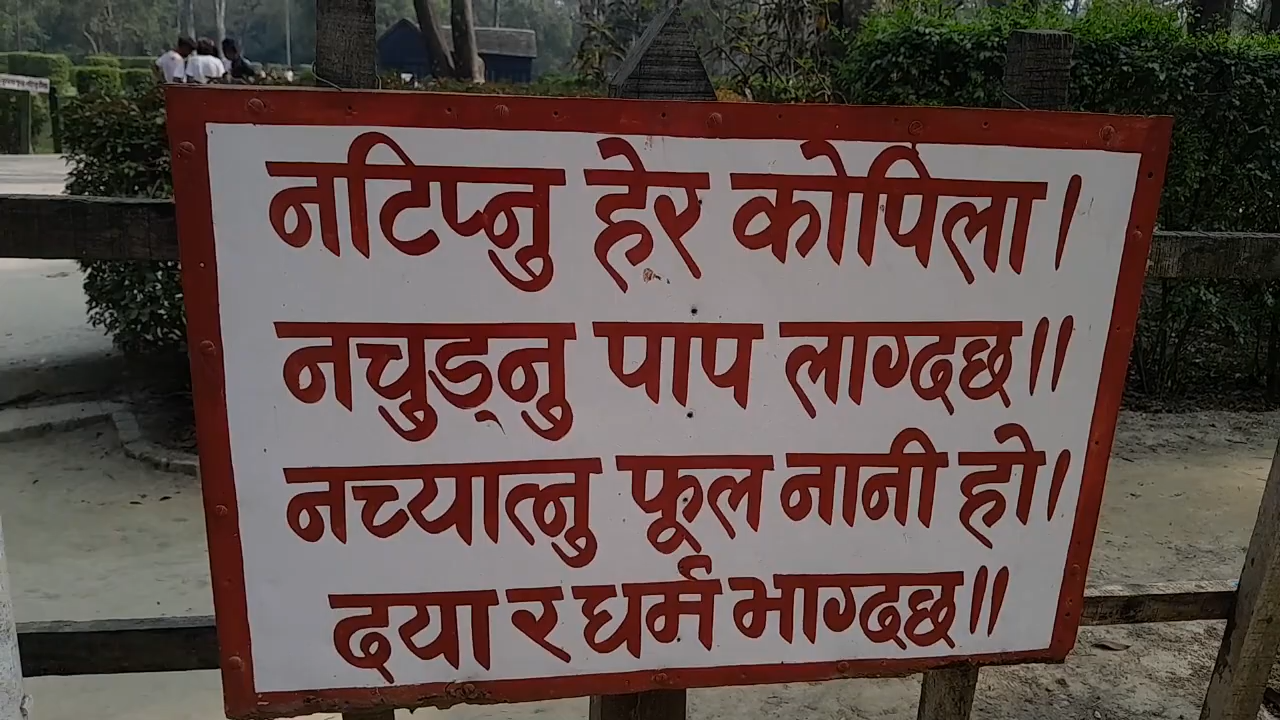 नटिप्नु हेर कोपिला ।
नचुड्नु पाप लाग्दछ ॥
नच्यात्नु फूल नानी हो ।
दया र धर्म भाग्दछ ॥